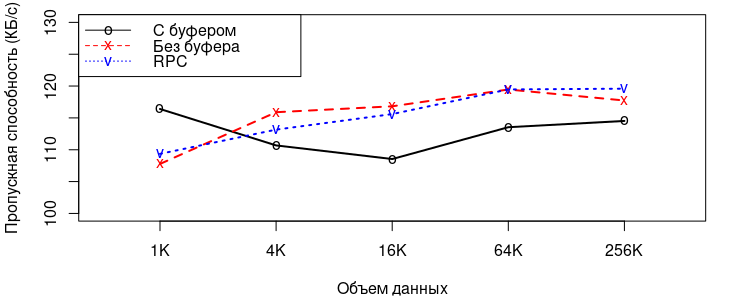 Пропускная способность (КБ/с)
130
120
110
100
С буфером
Без буфера
RPC
1K
4K
16K
64K
256K
Объем данных